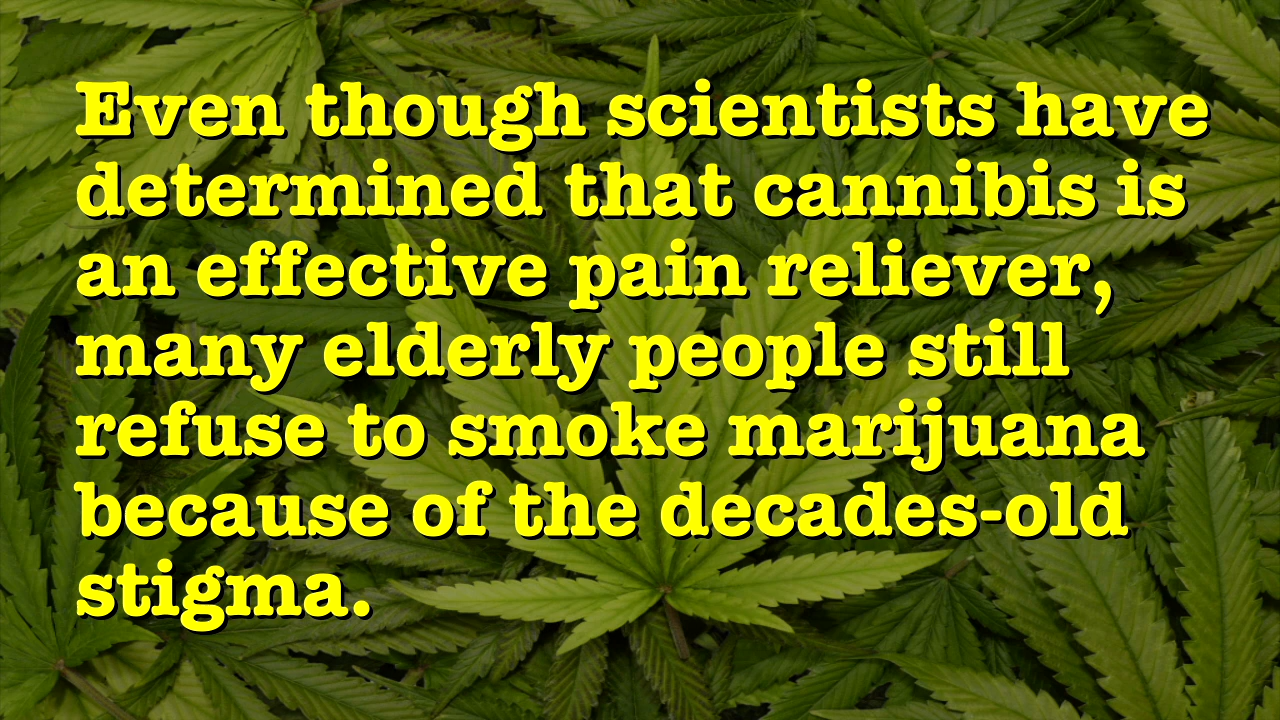 Even though scientists have
determined that cannibis is
an effective pain reliever,
many elderly people still
refuse to smoke marijuana
because of the decades-old
stigma.